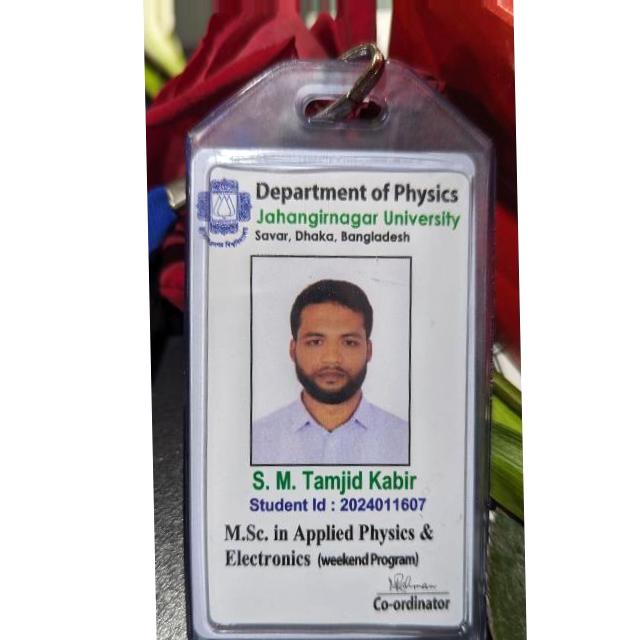 Department of Physics
Jahangirnagar University
Savar, Dhaka, Bangladesh
S. M. Tamjid Kabir
Student Id : 2024011607
M.Sc. in Applied Physics &
Electronics (weekend Program)
Co-ordinator